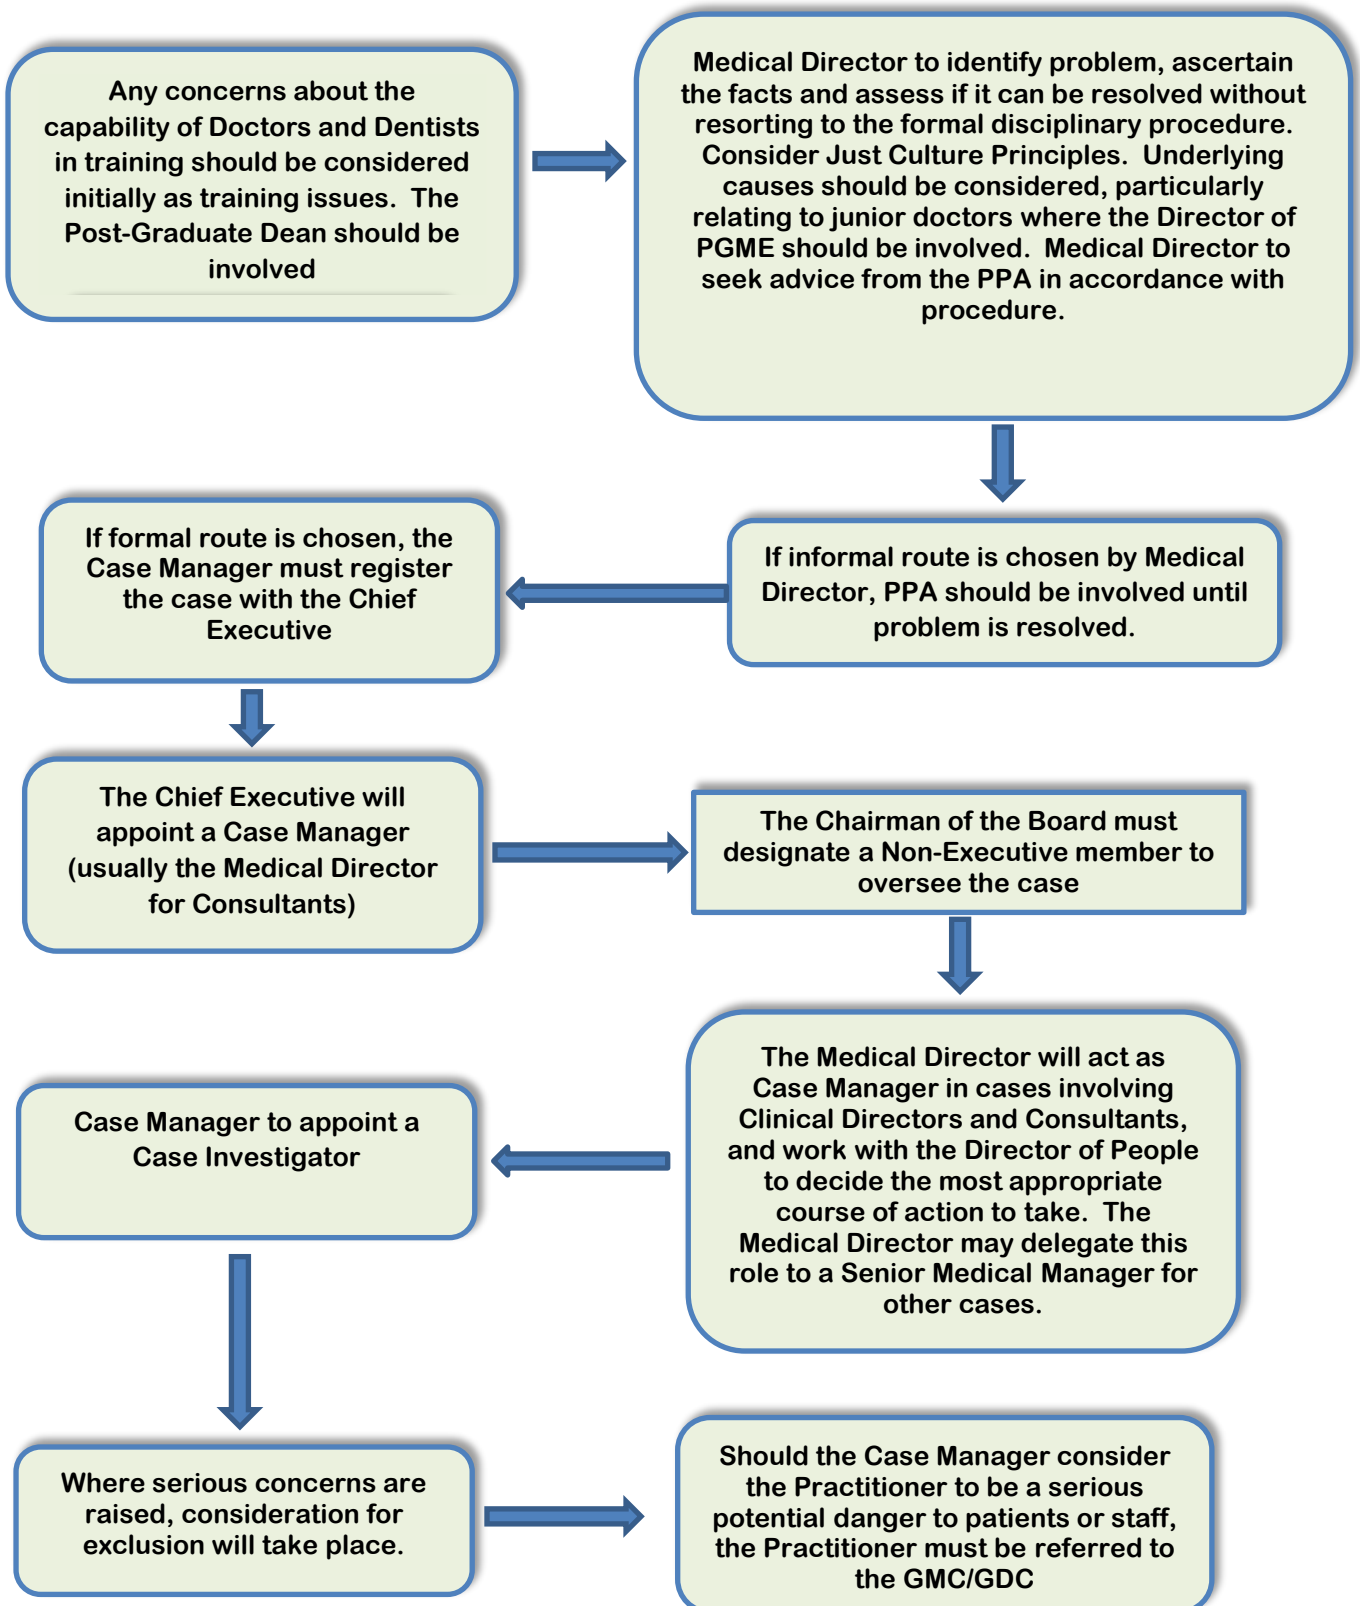 Any concerns about the
capability of Doctors and Dentists
in training should be considered
initially as training issues.  The
Post-Graduate Dean should be
involved
Medical Director to identify problem, ascertain
the facts and assess if it can be resolved without
resorting to the formal disciplinary procedure.
Consider Just Culture Principles.  Underlying
causes should be considered, particularly
relating to junior doctors where the Director of
PGME should be involved.  Medical Director to
seek advice from the PPA in accordance with
procedure.
If informal route is chosen by Medical
Director, PPA should be involved until
problem is resolved.
If formal route is chosen, the
Case Manager must register
the case with the Chief
Executive
The Chief Executive will
appoint a Case Manager
(usually the Medical Director
for Consultants)
The Chairman of the Board must
designate a Non-Executive member to
oversee the case
The Medical Director will act as
Case Manager in cases involving
Clinical Directors and Consultants,
and work with the Director of People
to decide the most appropriate
course of action to take.  The
Medical Director may delegate this
role to a Senior Medical Manager for
other cases.
Case Manager to appoint a
Case Investigator
Where serious concerns are
raised, consideration for
exclusion will take place.
Should the Case Manager consider
the Practitioner to be a serious
potential danger to patients or staff,
the Practitioner must be referred to
the GMC/GDC